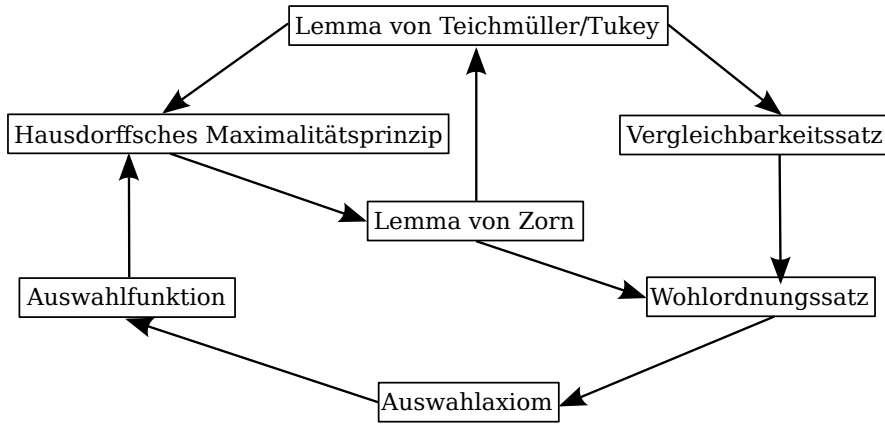 Lemma von Teichmüller/Tukey
Hausdorffsches Maximalitätsprinzip
Vergleichbarkeitssatz
Lemma von Zorn
Auswahlfunktion
Wohlordnungssatz
Auswahlaxiom